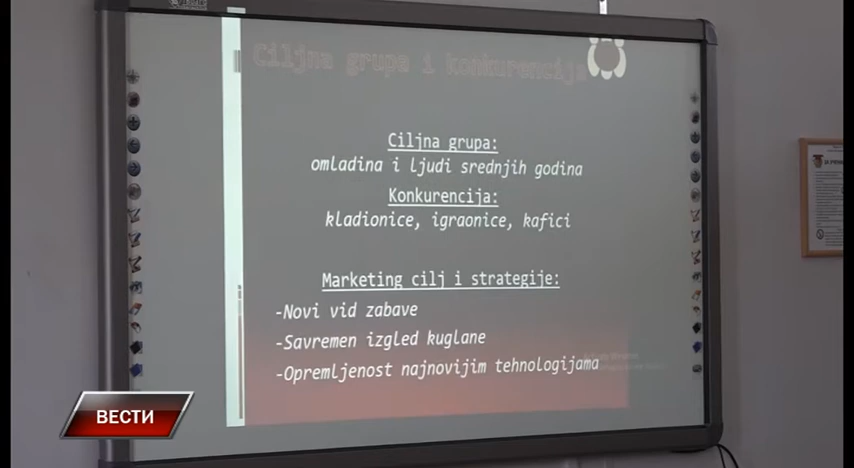 Ciljna grupa i konkurencija
Ciljna grupa:
omladina i ljudi srednjih godina
Konkurencija:
kladionice, igraonice, kafici
Marketing cilj i strategije:
-Novi vid zabave
-Savremen izgled kuglane
-Opremljenost najnovijim tehnologijama
ВЕСТИ